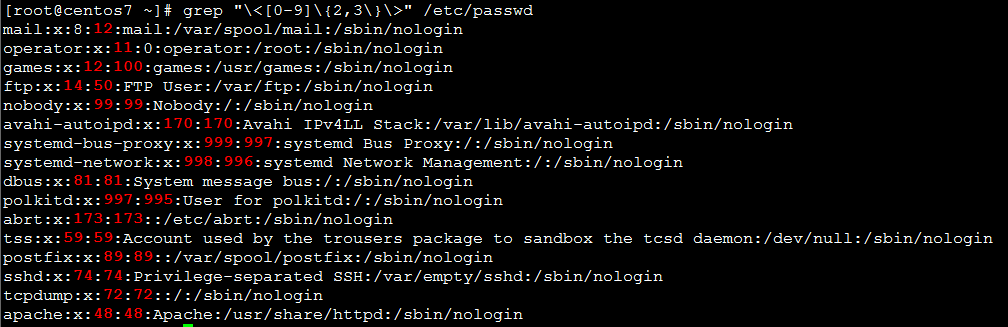 [root@centos7 ~]# grep "\<[0-9]\{2,3\}\>" /etc/passwd
mail:x:8:12:mail:/var/spool/mail:/sbin/nologin
operator:x:11:0:operator:/root:/sbin/nologin
games:x:12:100:games:/usr/games:/sbin/nologin
ftp:x:14:50:FTP User:/var/ftp:/sbin/nologin
nobody:x:99:99:Nobody:/:/sbin/nologin
avahi-autoipd:x:170:170:Avahi IPv4LL Stack:/var/lib/avahi-autoipd:/sbin/nologin
systemd-bus-proxy:x:999:997:systemd Bus Proxy:/:/sbin/nologin
systemd-network:x:998:996:systemd Network Management:/:/sbin/nologin
dbus:x:81:81:System message bus:/:/sbin/nologin
polkitd:x:997:995:User for polkitd:/:/sbin/nologin
abrt:x:173:173::/etc/abrt:/sbin/nologin
tss:x:59:59:Account used by the trousers package to sandbox the tcsd daemon:/dev/null:/sbin/nologin
postfix:x:89:89::/var/spool/postfix:/sbin/nologin
sshd:x:74:74:Privilege-separated SSH:/var/empty/sshd:/sbin/nologin
tcpdump:x:72:72::/:/sbin/nologin
apache:x:48:48:Apache:/usr/share/httpd:/sbin/nologin